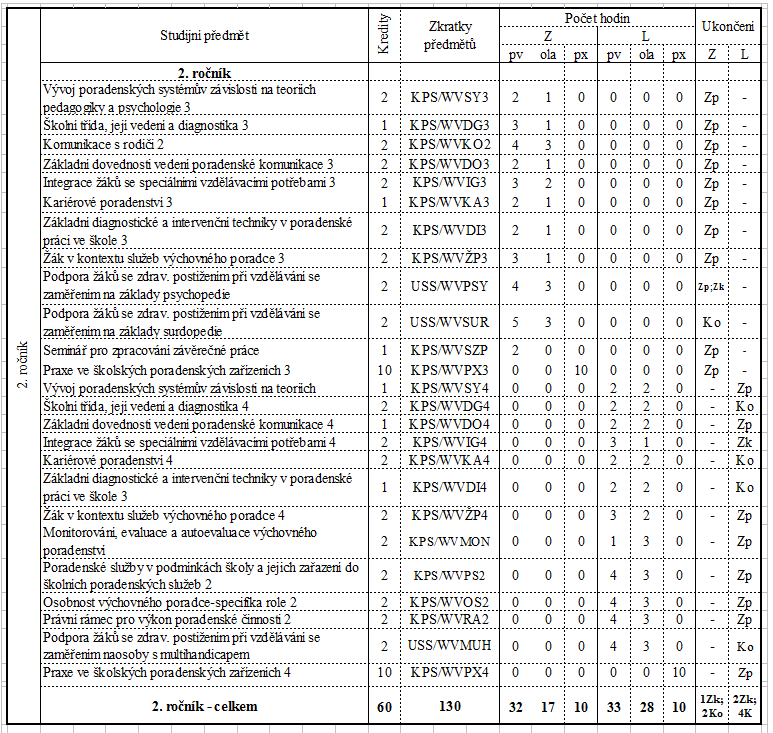 Studijní předmět Kredity Zkratky předmětů Počet hodin Ukončení
Z L
pv ola px pv ola px Z L
2. ročník
2. ročník
Vývoj poradenských systémův závislosti na teoriích
pedagogiky a psychologie 3 2 KPS/WVSY3 2 1 0 0 0 0 Zp -
Školní třída, její vedení a diagnostika 3 1 KPS/WVDG3 3 1 0 0 0 0 Zp -
Komunikace s rodiči 2 2 KPS/WVKO2 4 3 0 0 0 0 Zp -
Základní dovednosti vedení poradenské komunikace 3 2 KPS/WVDO3 2 1 0 0 0 0 Zp -
Integrace žáků se speciálními vzdělávacími potřebami 3 2 KPS/WVIG3 3 2 0 0 0 0 Zp -
Kariérové poradenství 3 1 KPS/WVKA3 2 1 0 0 0 0 Zp -
Základní diagnostické a intervenční techniky v poradenské
práci ve škole 3 2 KPS/WVDI3 2 1 0 0 0 0 Zp -
Žák v kontextu služeb výchovného poradce 3 2 KPS/WVŽP3 3 1 0 0 0 0 Zp -
Podpora žáků se zdrav. postižením při vzdělávání se
zaměřením na základy psychopedie 2 USS/WVPSY 4 3 0 0 0 0 Zp;Zk -
Podpora žáků se zdrav. postižením při vzdělávání se
zaměřením na základy surdopedie 2 USS/WVSUR 5 3 0 0 0 0 Ko -
Seminář pro zpracování závěrečné práce 1 KPS/WVSZP 2 0 0 0 0 0 Zp -
Praxe ve školských poradenských zařízeních 3 10 KPS/WVPX3 0 0 10 0 0 0 Zp -
Vývoj poradenských systémův závislosti na teoriích 1 KPS/WVSY4 0 0 0 2 2 0 - Zp
Školní třída, její vedení a diagnostika 4 2 KPS/WVDG4 0 0 0 2 2 0 - Ko
Základní dovednosti vedení poradenské komunikace 4 1 KPS/WVDO4 0 0 0 2 2 0 - Zp
Integrace žáků se speciálními vzdělávacími potřebami 4 2 KPS/WVIG4 0 0 0 3 1 0 - Zk
Kariérové poradenství 4 2 KPS/WVKA4 0 0 0 2 2 0 - Ko
Základní diagnostické a intervenční techniky v poradenské
práci ve škole 3 1 KPS/WVDI4 0 0 0 2 2 0 - Ko
Žák v kontextu služeb výchovného poradce 4 2 KPS/WVŽP4 0 0 0 3 2 0 - Zp
Monitorování, evaluace a autoevaluace výchovného
poradenství 2 KPS/WVMON 0 0 0 1 3 0 - Zp
Poradenské služby v podmínkách školy a jejich zařazení do
školních poradenských služeb 2 2 KPS/WVPS2 0 0 0 4 3 0 - Zp
Osobnost výchovného poradce-specifika role 2 2 KPS/WVOS2 0 0 0 4 3 0 - Zp
Právní rámec pro výkon poradenské činnosti 2 2 KPS/WVRA2 0 0 0 4 3 0 - Zp
Podpora žáků se zdrav. postižením při vzdělávání se
zaměřením naosoby s multihandicapem 2 USS/WVMUH 0 0 0 4 3 0 - Ko
Praxe ve školských poradenských zařízeních 4 10 KPS/WVPX4 0 0 0 0 0 10 - Zp
2. ročník - celkem 60 130 32 17 10 33 28 10 1Zk; 2Ko 2Zk; 4K